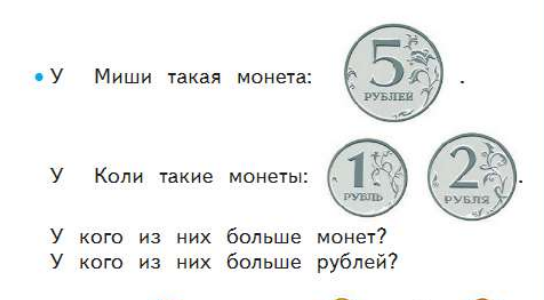 У Миши такая монета: 5 РУБЛЕЙ .
У Коли такие монеты: 1 РУБЛЬ 2 РУБЛЯ .
У кого из них больше монет?
У кого из них больше рублей?